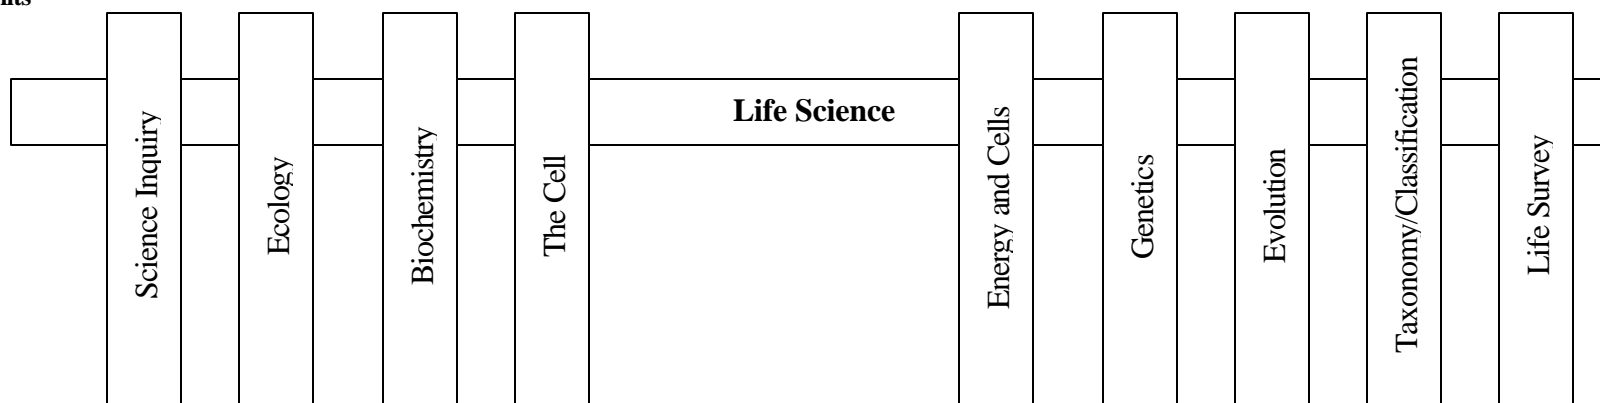 Science Inquiry
Ecology
Biochemistry
The Cell
Life Science
Energy and Cells
Genetics
Evolution
Taxonomy/Classification
Life Survey